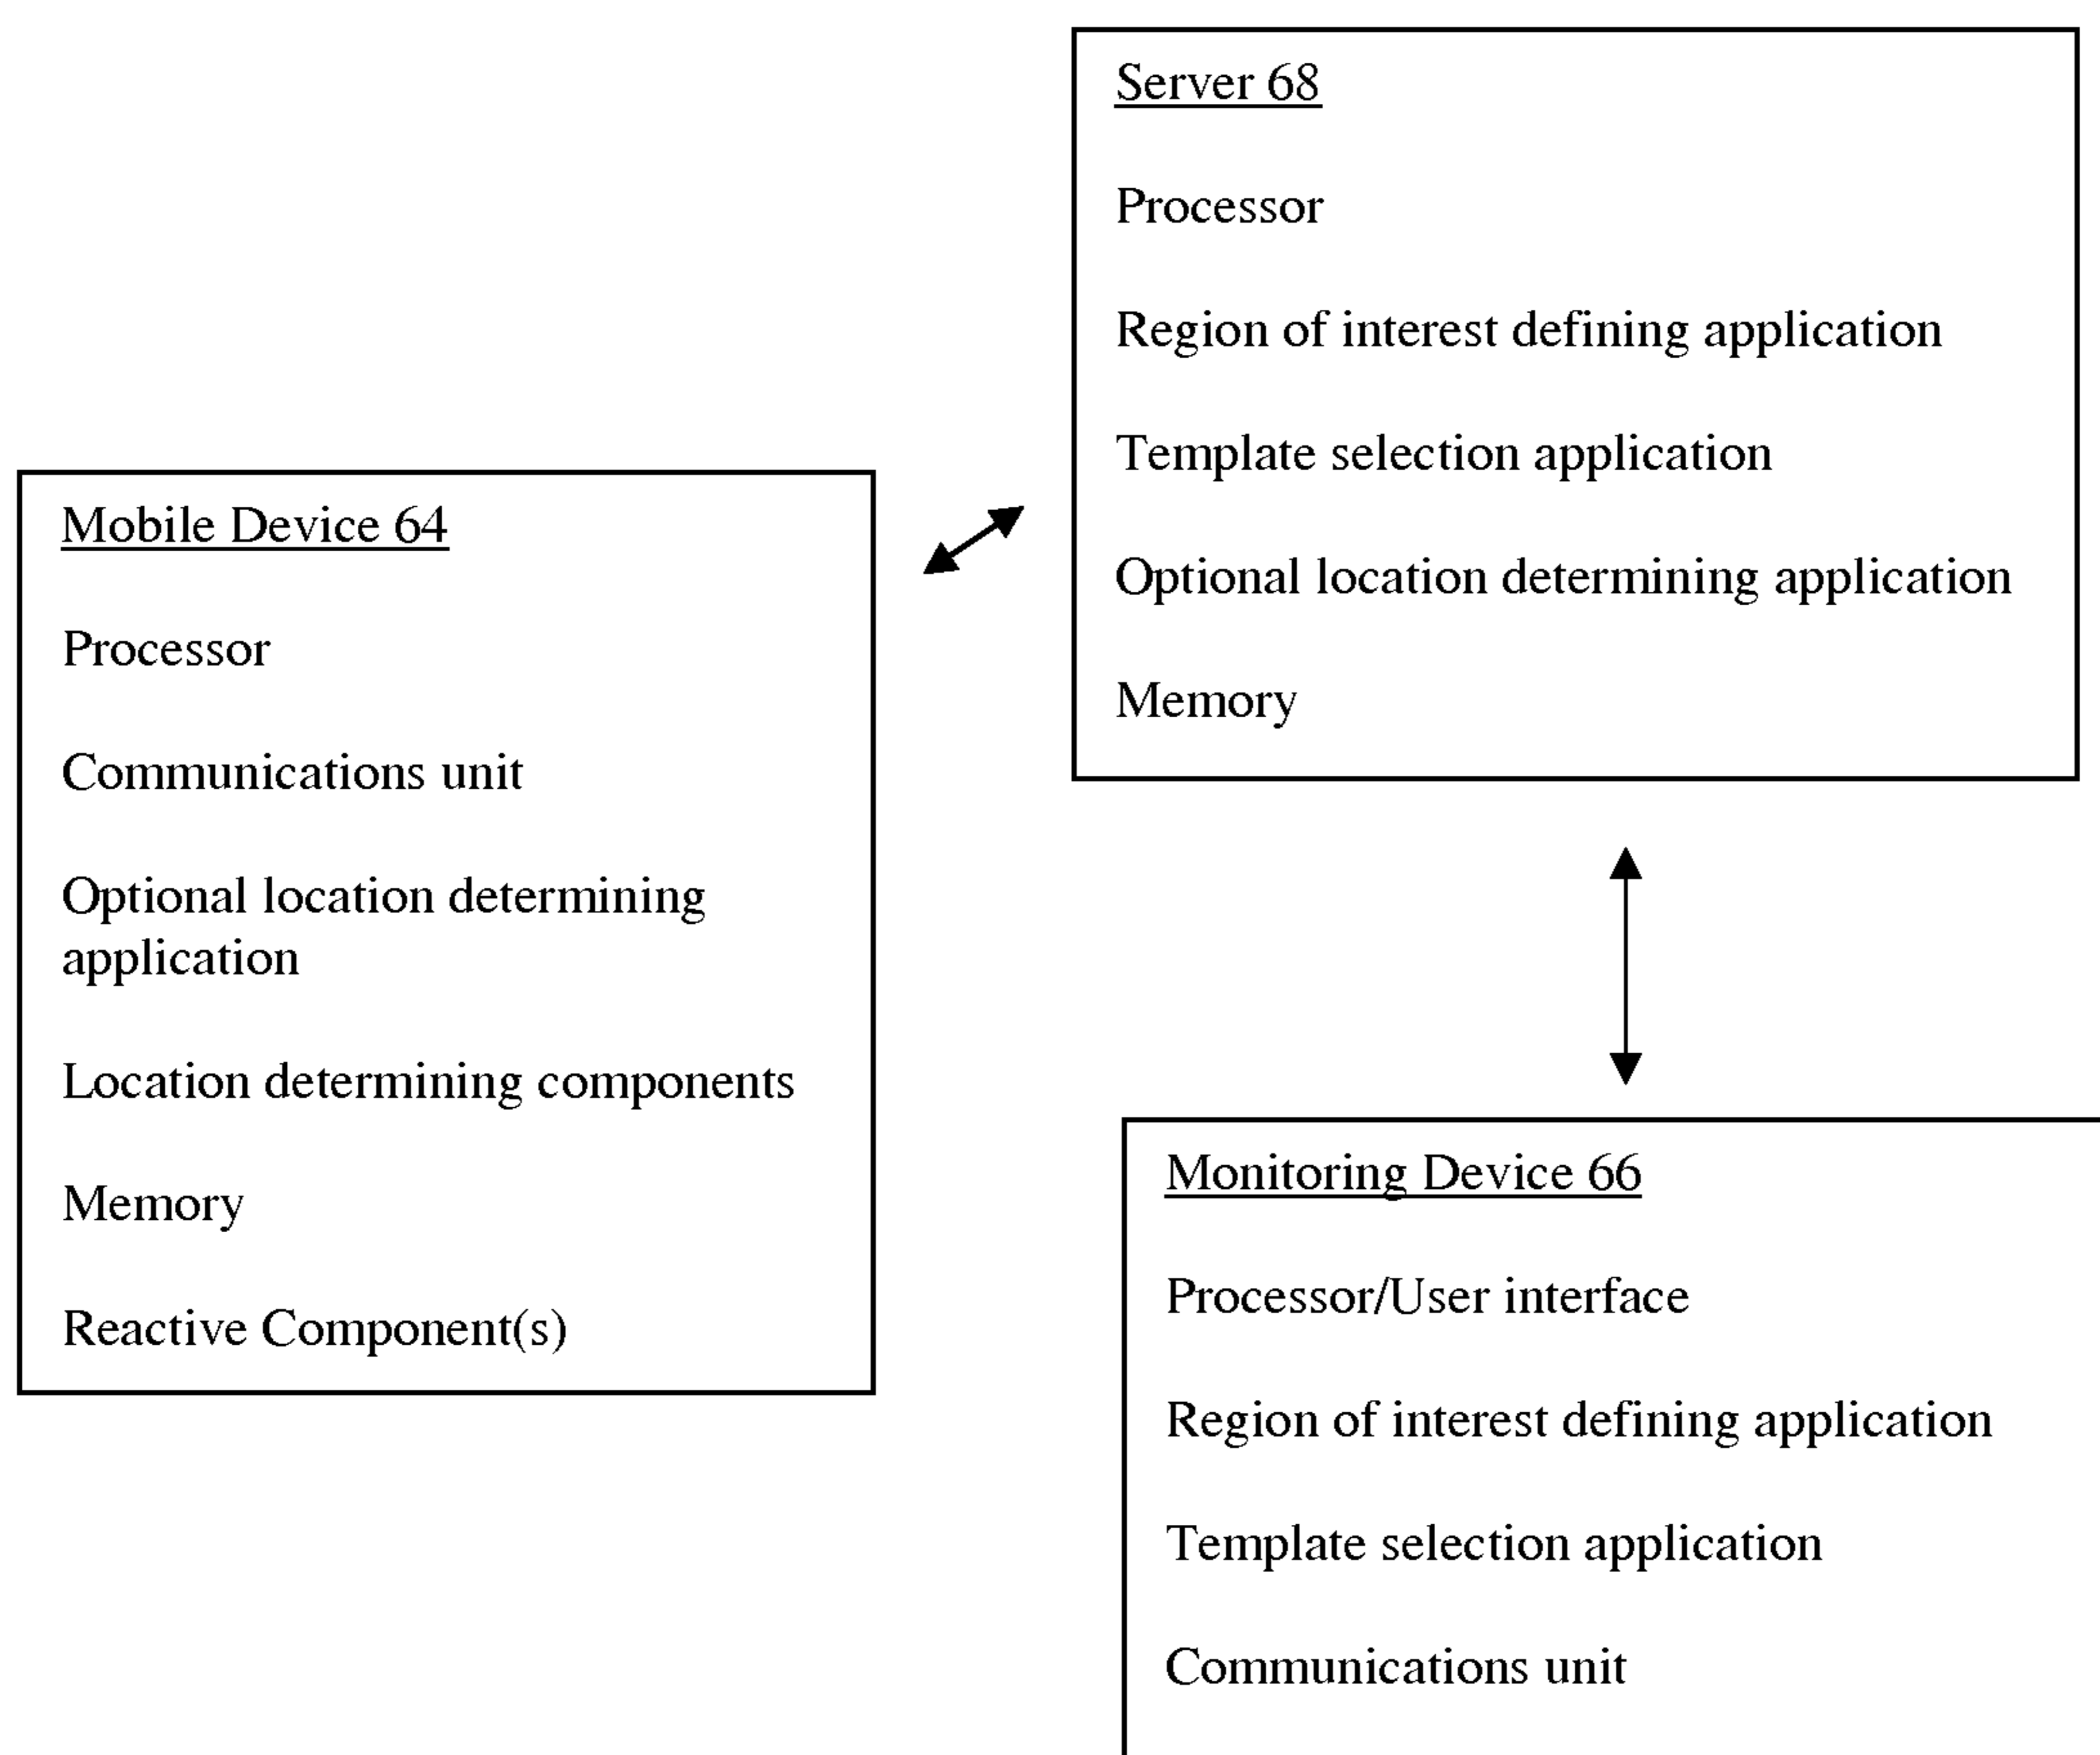 Server 68
Processor
Region of interest defining application
Template selection application
Optional location determining application
Memory
Mobile Device 64
Processor
Communications unit
Optional location determining
application
Location determining components
Memory
Reactive Component(s)
Monitoring Device 66
Processor/User interface
Region of interest defining application
Template selection application
Communications unit